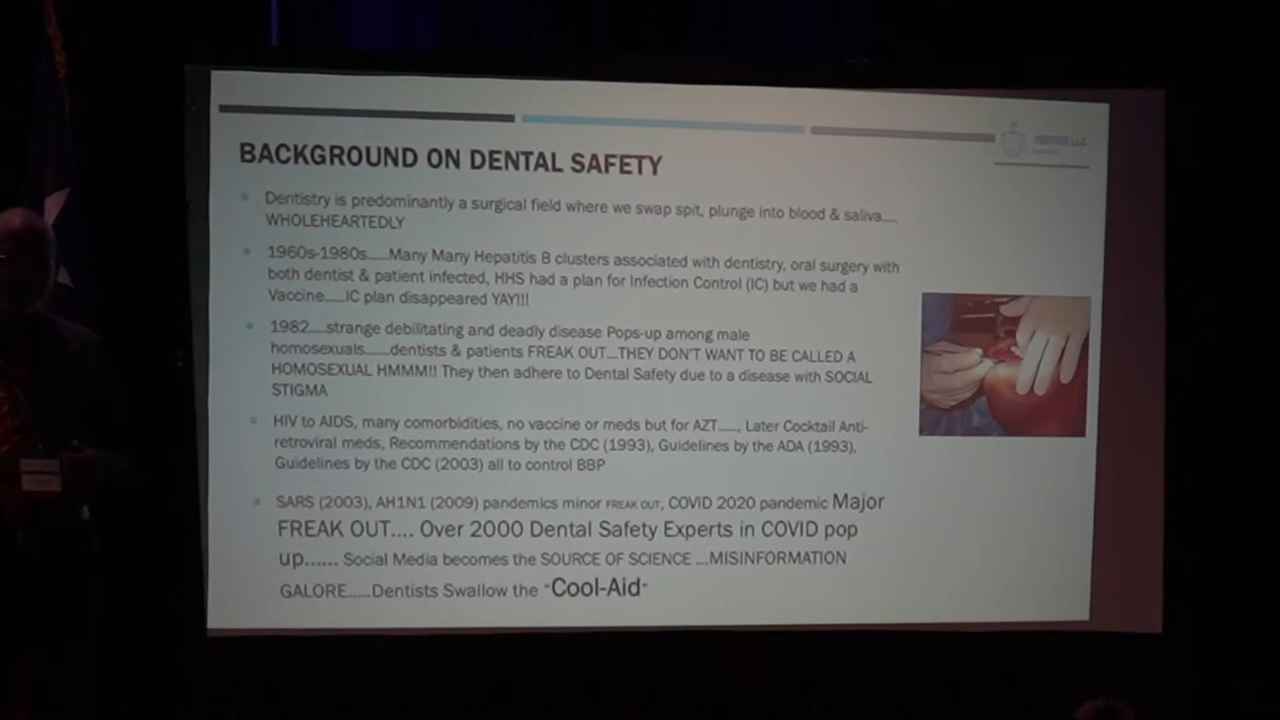 BACKGROUND ON DENTAL SAFETY
Dentistry is predominantly a surgical field where we swap spit, plunge into blood & saliva....
WHOLEHEARTEDLY
1960s-1980s.....Many Many Hepatitis B clusters associated with dentistry, oral surgery with
both dentist & patient infected, HHS had a plan for Infection Control (IC) but we had a
Vaccine.....IC plan disappeared YAY!!!
1982....strange debilitating and deadly disease Pops-up among male
homosexuals......dentists & patients FREAK OUT...THEY DON'T WANT TO BE CALLED A
HOMOSEXUAL HMMM!! They then adhere to Dental Safety due to a disease with SOCIAL
STIGMA
HIV to AIDS, many comorbidities, no vaccine or meds but for AZT....., Later Cocktail Anti-
retroviral meds, Recommendations by the CDC (1993), Guidelines by the ADA (1993),
Guidelines by the CDC (2003) all to control BBP
SARS (2003), AH1N1 (2009) pandemics minor FREAK OUT, COVID 2020 pandemic Major
FREAK OUT.... Over 2000 Dental Safety Experts in COVID pop
up...... Social Media becomes the SOURCE OF SCIENCE ...MISINFORMATION
GALORE......Dentists Swallow the "Cool-Aid"